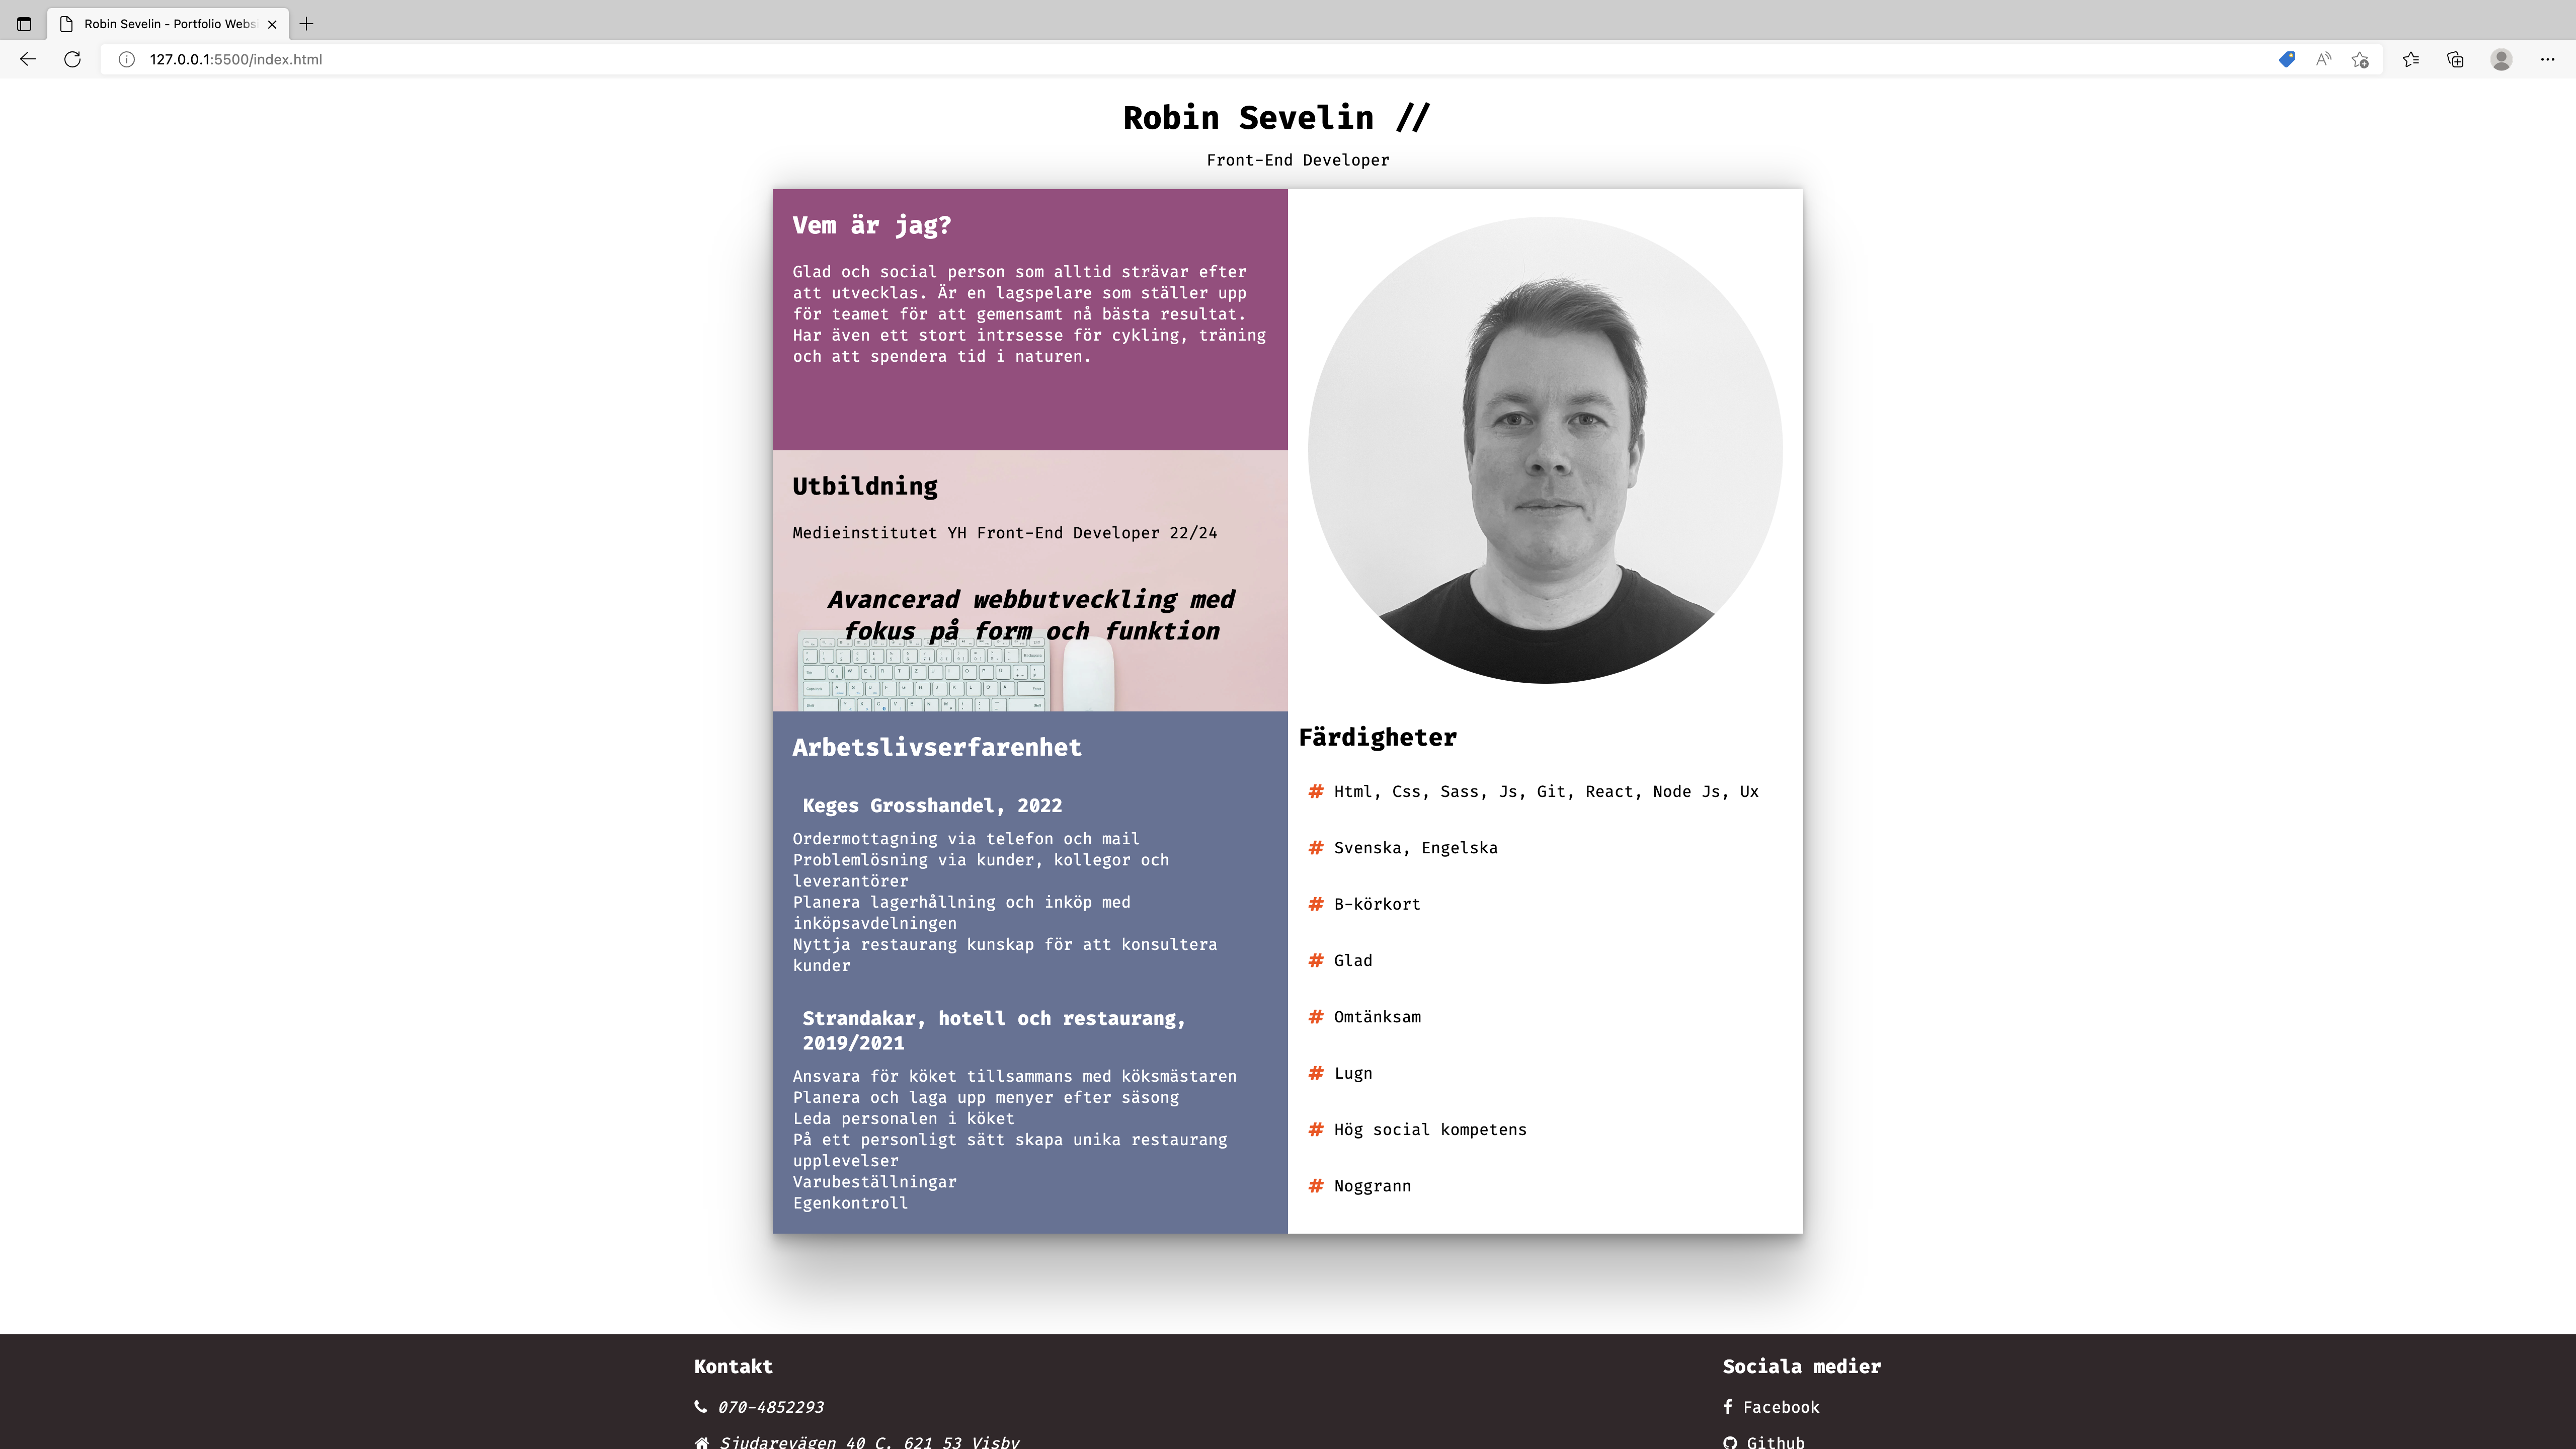 Robin Sevelin - Portfolio Webs
127.0.0.1:5500/index.html
Robin Sevelin //
Front-End Developer
Vem är jag?
Glad och social person som alltid strävar efter
att utvecklas. Är en lagspelare som ställer upp
för teamet för att gemensamt nå bästa resultat.
Har även ett stort intrsesse för cykling, träning
och att spendera tid i naturen.
Utbildning
Medieinstitutet YH Front-End Developer 22/24
Avancerad webbutveckling med
fokus på form och funktion
Arbetslivserfarenhet
Keges Grosshandel, 2022
Ordermottagning via telefon och mail
Problemlösning via kunder, kollegor och
leverantörer
Planera lagerhållning och inköp med
inköpsavdelningen
Nyttja restaurang kunskap för att konsultera
kunder
Strandakar, hotell och restaurang,
2019/2021
Ansvara för köket tillsammans med köksmästaren
Planera och laga upp menyer efter säsong
Leda personalen i köket
På ett personligt sätt skapa unika restaurang
upplevelser
Varubeställningar
Egenkontroll
Färdigheter
# Html, Css, Sass, Js, Git, React, Node Js, Ux
# Svenska, Engelska
# B-körkort
# Glad
# Omtänksam
# Lugn
# Hög social kompetens
# Noggrann
Kontakt
070-4852293
Sjudarevägen 40 C, 621 53 Visby
Sociala medier
Facebook
Github